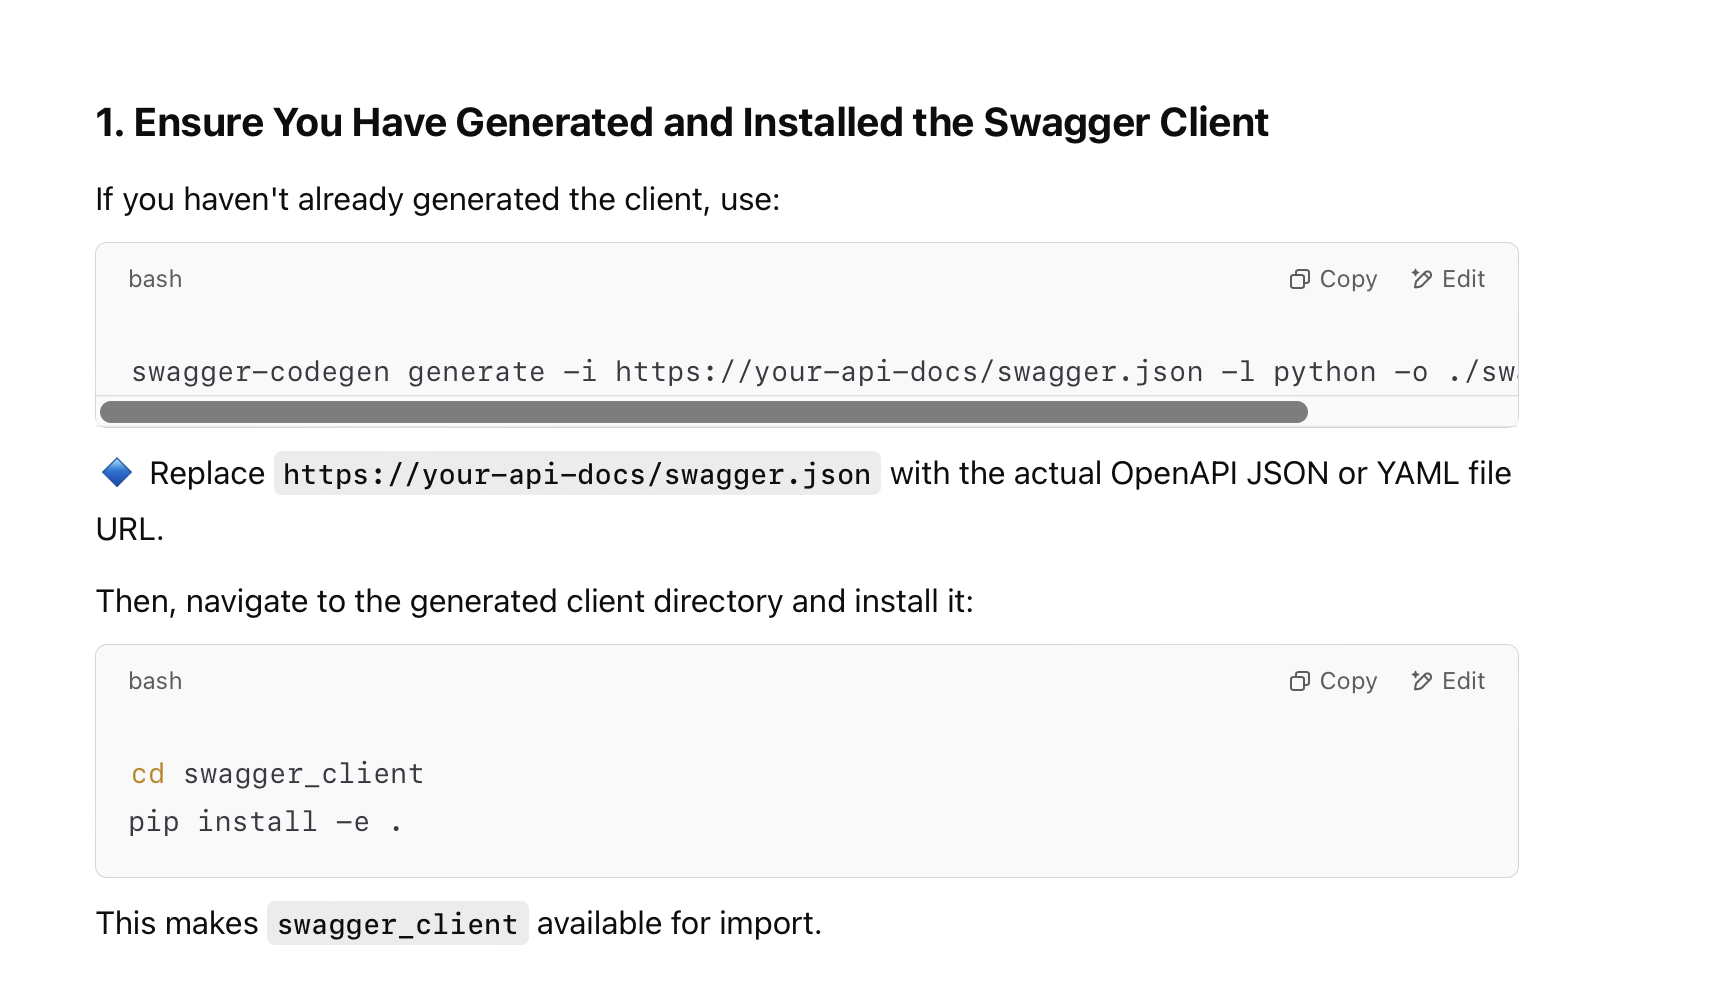 1. Ensure You Have Generated and Installed the Swagger Client
If you haven't already generated the client, use:
bash
Copy
Edit
swagger-codegen generate -i https://your-api-docs/swagger.json -l python -o ./sw
Replace https://your-api-docs/swagger.json with the actual OpenAPI JSON or YAML file
URL.
Then, navigate to the generated client directory and install it:
bash
Copy
Edit
cd swagger_client
pip install -e .
This makes swagger_client available for import.